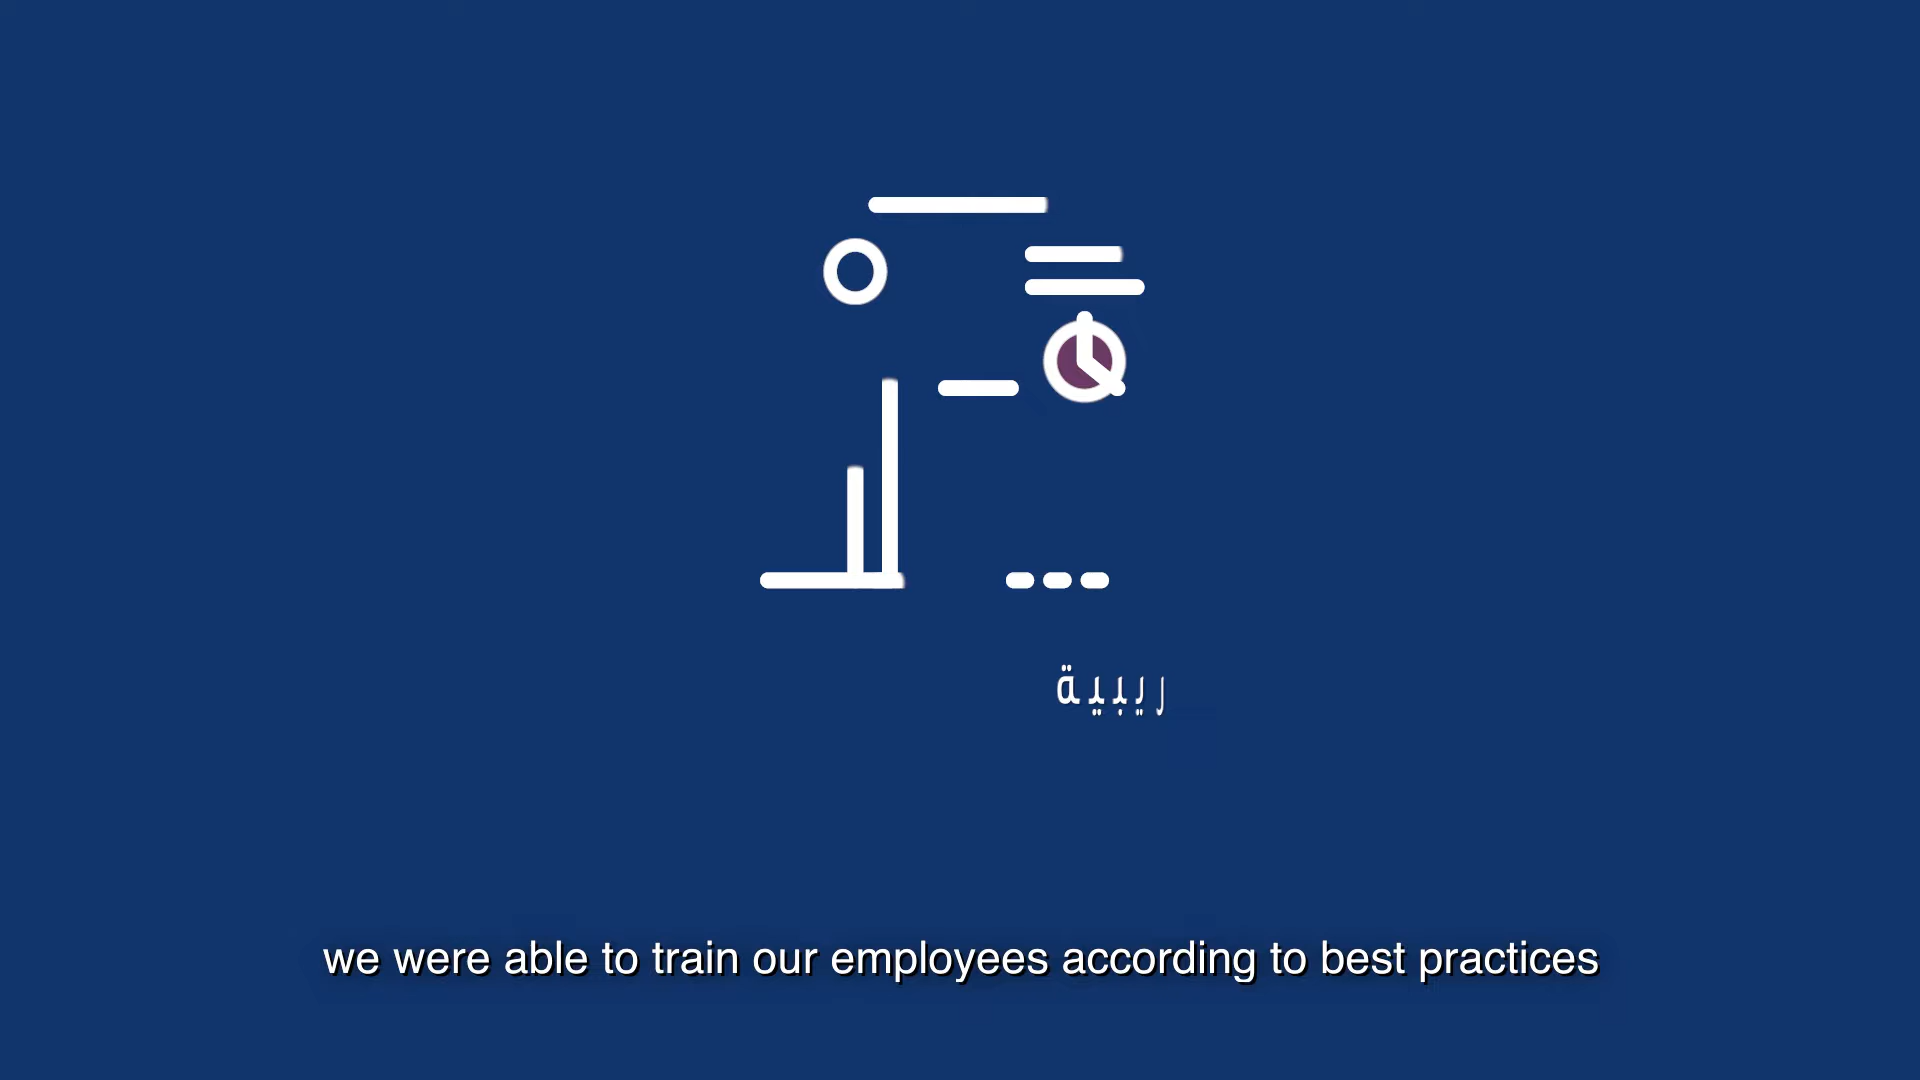 ريبية
we were able to train our employees according to best practices